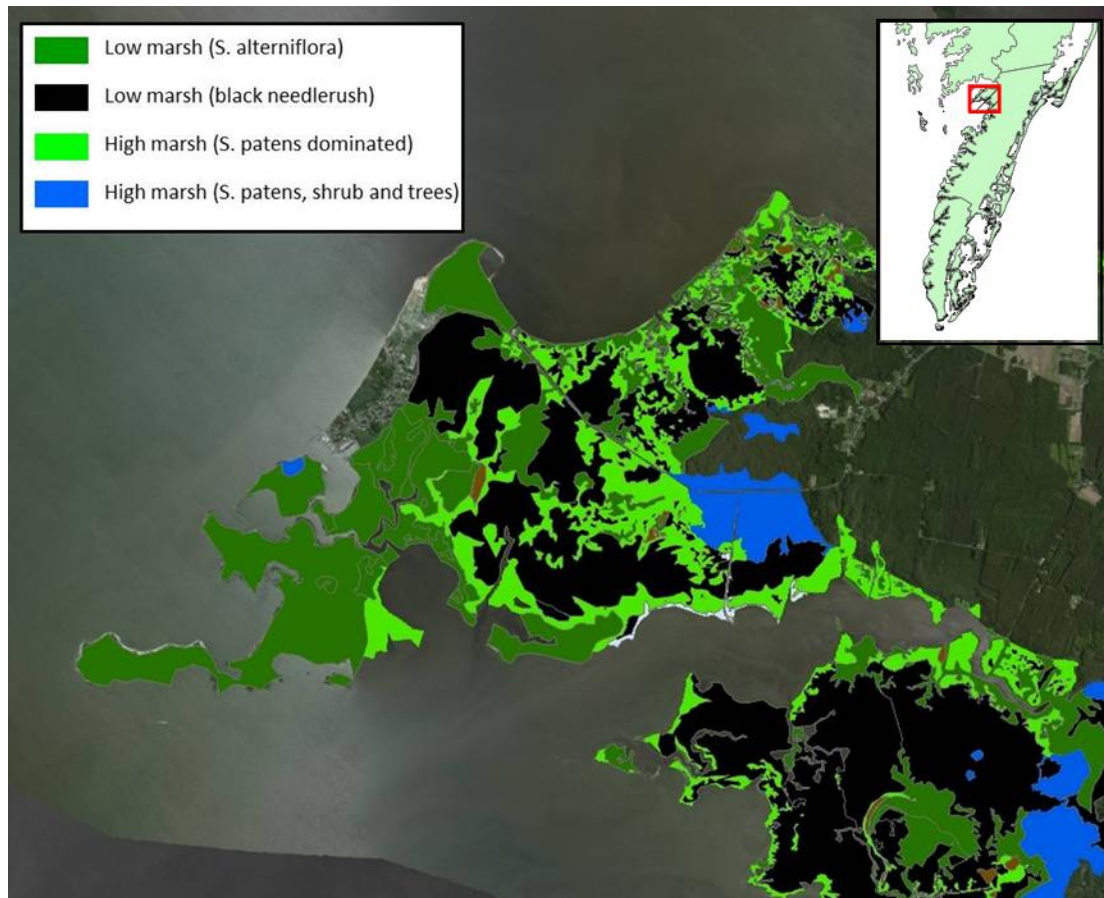 Low marsh (S. alterniflora)
Low marsh (black needlerush)
High marsh (S. patens dominated)
High marsh (S. patens, shrub and trees)